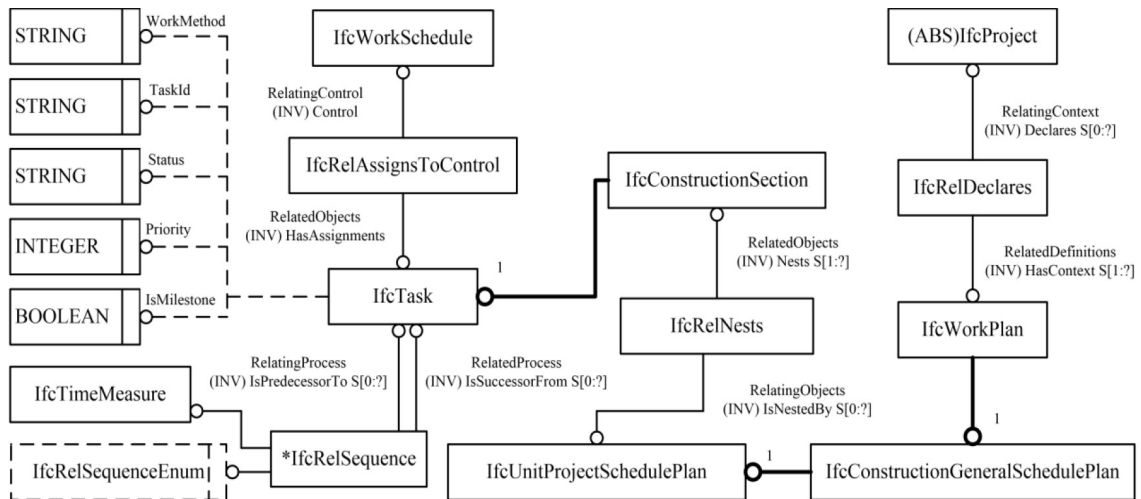 STRING
WorkMethod
STRING
TaskId
STRING
Status
INTEGER
Priority
BOOLEAN
IsMilestone
IfcWorkSchedule
RelatingControl
(INV) Control
IfcRelAssignsToControl
RelatedObjects
(INV) HasAssignments
IfcTask
1
IfcConstructionSection
RelatedObjects
(INV) Nests S[1:?]
IfcRelNests
RelatingObjects
(INV) IsNestedBy S[0:?]
(ABS)IfcProject
RelatingContext
(INV) Declares S[0:?]
IfcRelDeclares
RelatedDefinitions
(INV) HasContext S[1:?]
IfcWorkPlan
1
RelatingProcess
(INV) IsPredecessorTo S[0:?]
RelatedProcess
(INV) IsSuccessorFrom S[0:?]
IfcTimeMeasure
IfcRelSequenceEnum
*IfcRelSequence
IfcUnitProjectSchedulePlan
1
IfcConstructionGeneralSchedulePlan